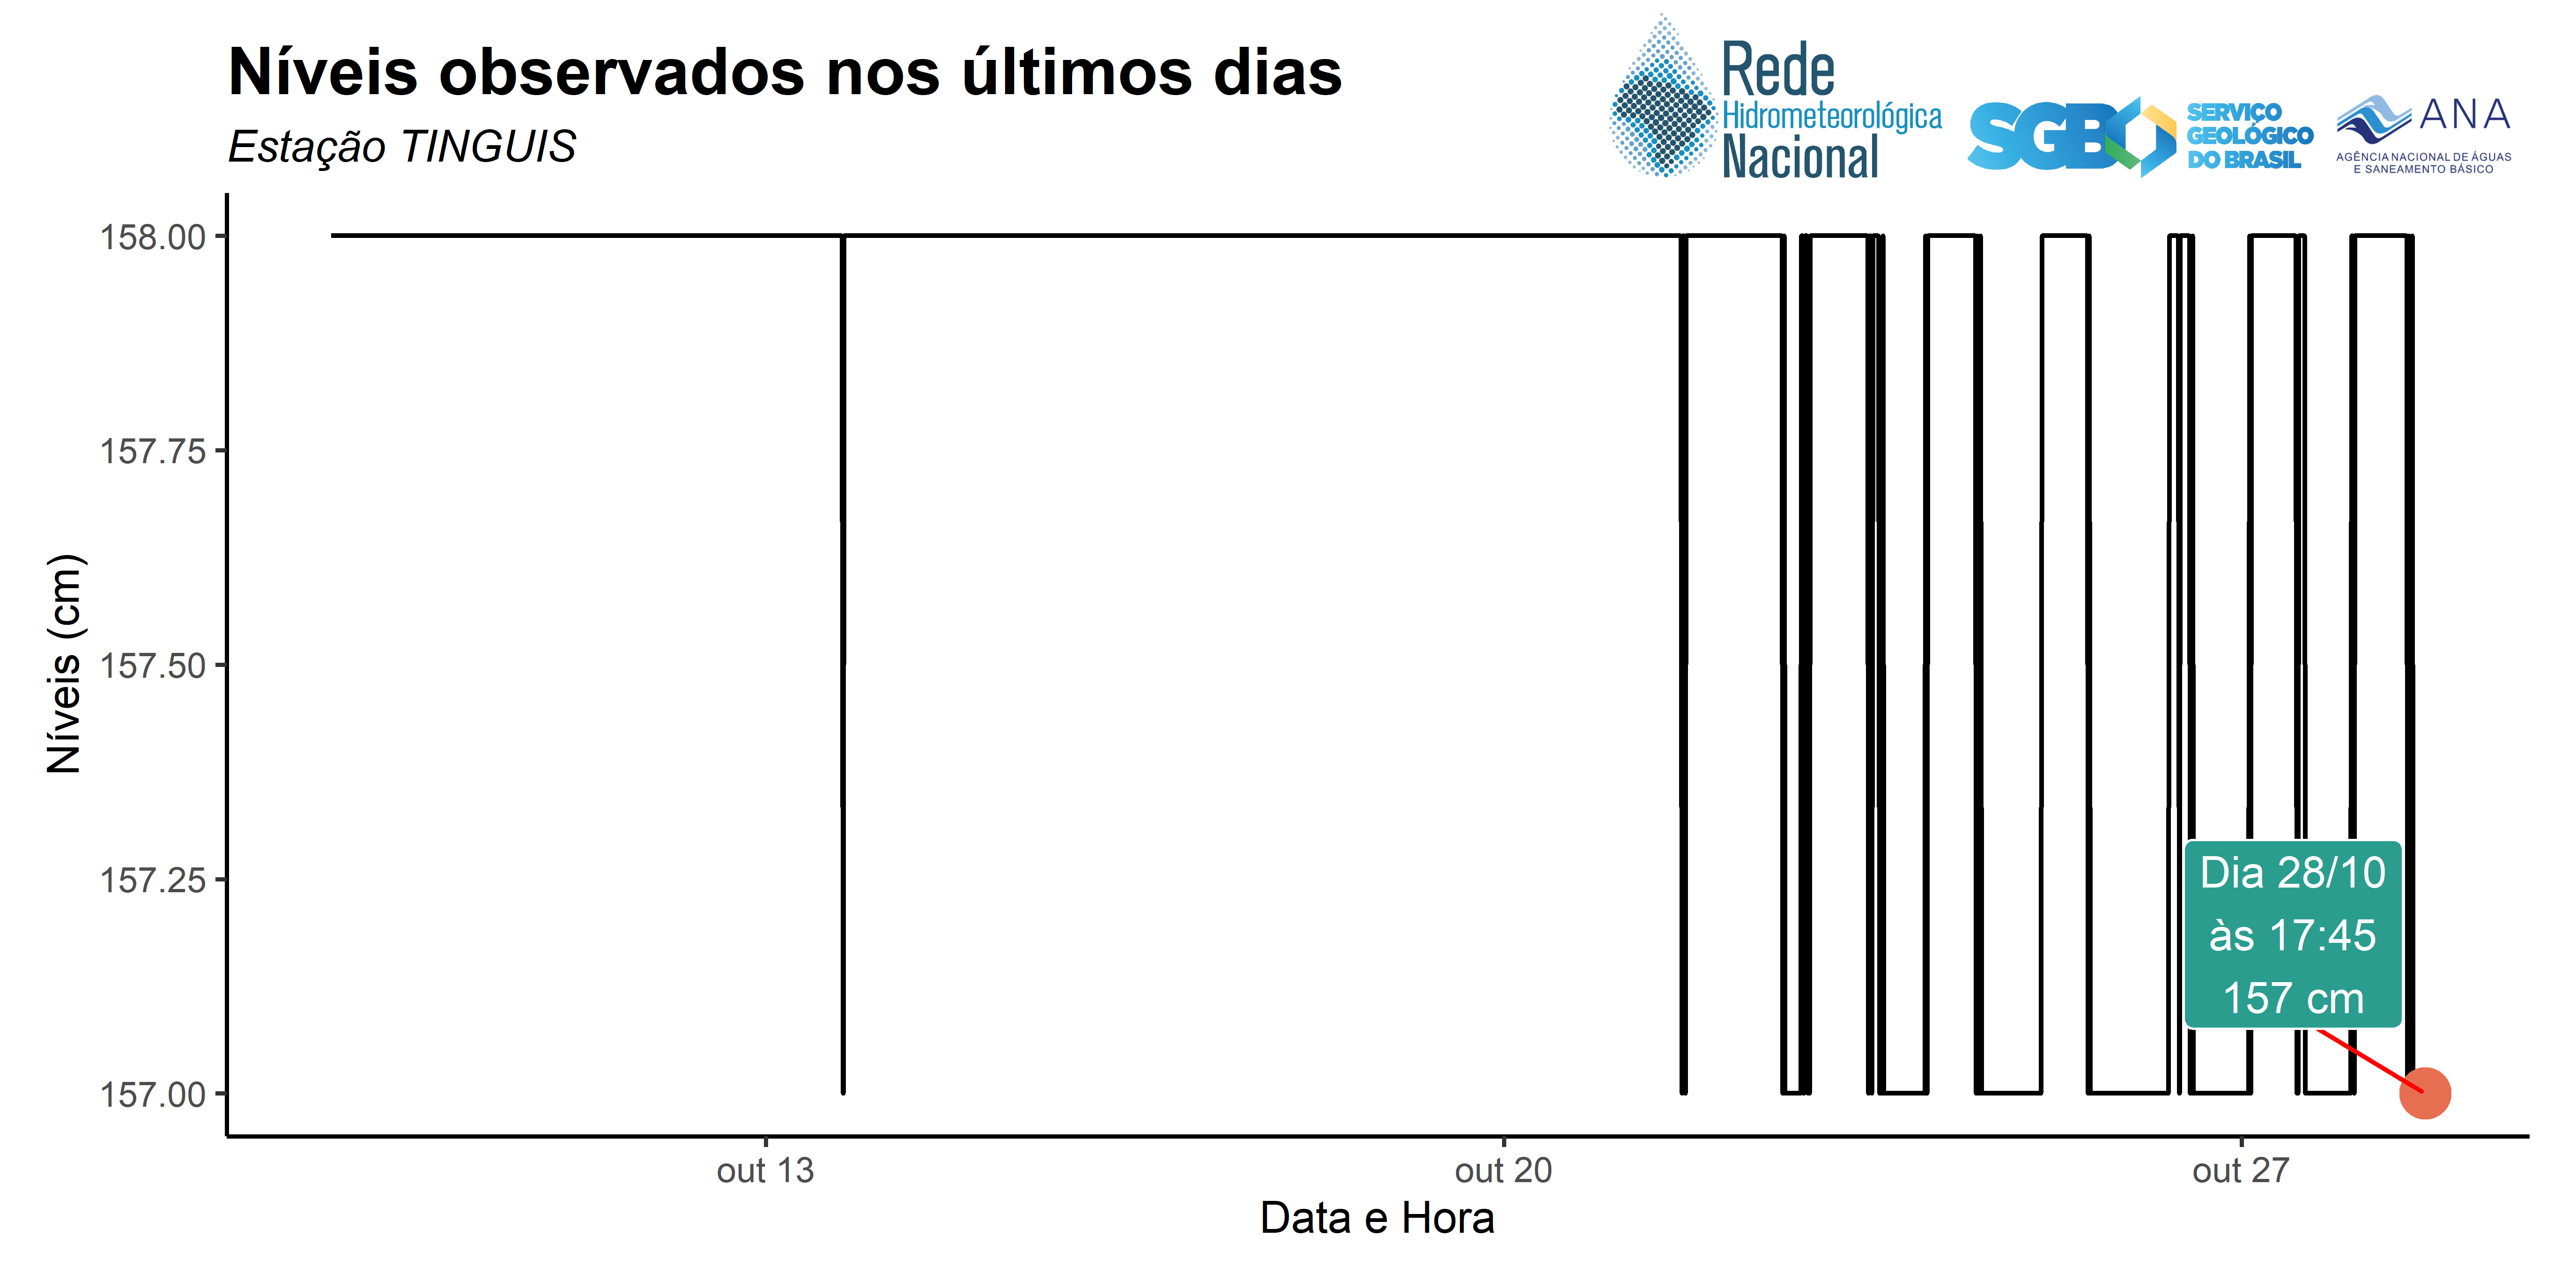 Níveis observados nos últimos dias
Estação TINGUIS
Rede
Hidrometeorológica
Nacional
SGB
SERVIÇO
GEOLÓGICO
DO BRASIL
ANA
AGÊNCIA NACIONAL DE ÁGUAS
E SANEAMENTO BÁSICO
Níveis (cm)
158.00
157.75
157.50
157.25
157.00
Dia 28/10
às 17:45
157 cm
out 13
out 20
out 27
Data e Hora